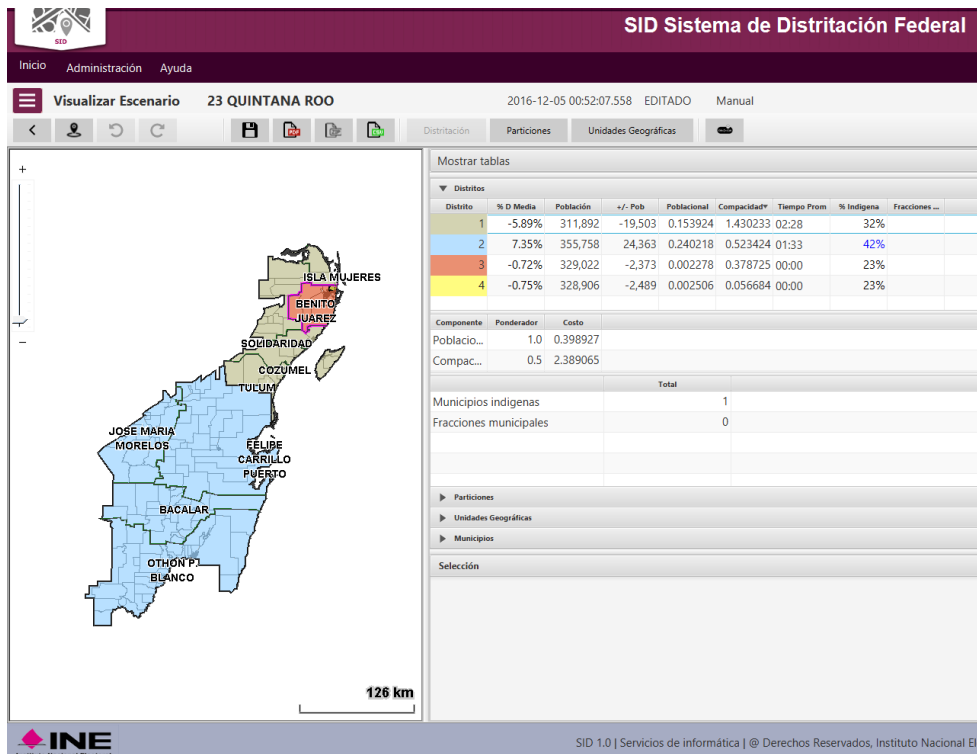 SID
SID Sistema de Distritación Federal
Inicio Administración Ayuda
Visualizar Escenario 23 QUINTANA ROO 2016-12-05 00:52:07.558 EDITADO Manual
Distritación Particiones Unidades Geográficas
Mostrar tablas
Distritos
Distrito % D Media Población +/- Pob Poblacional Compacidad▼ Tiempo Prom % Indigena Fracciones ...
1 -5.89% 311,892 -19,503 0.153924 1.430233 02:28 32%
2 7.35% 355,758 24,363 0.240218 0.523424 01:33 42%
3 -0.72% 329,022 -2,373 0.002278 0.378725 00:00 23%
4 -0.75% 328,906 -2,489 0.002506 0.056684 00:00 23%
Componente Ponderador Costo
Poblacio... 1.0 0.398927
Compac... 0.5 2.389065
Total
Municipios indigenas 1
Fracciones municipales 0
Particiones
Unidades Geográficas
Municipios
Selección
+
−
ISLA MUJERES
BENITO
JUAREZ
SOLIDARIDAD
COZUMEL
TULUM
JOSE MARIA
MORELOS
FELIPE
CARRILLO
PUERTO
BACALAR
OTHON P.
BLANCO
126 km
INE
SID 1.0 | Servicios de informática | @ Derechos Reservados, Instituto Nacional El